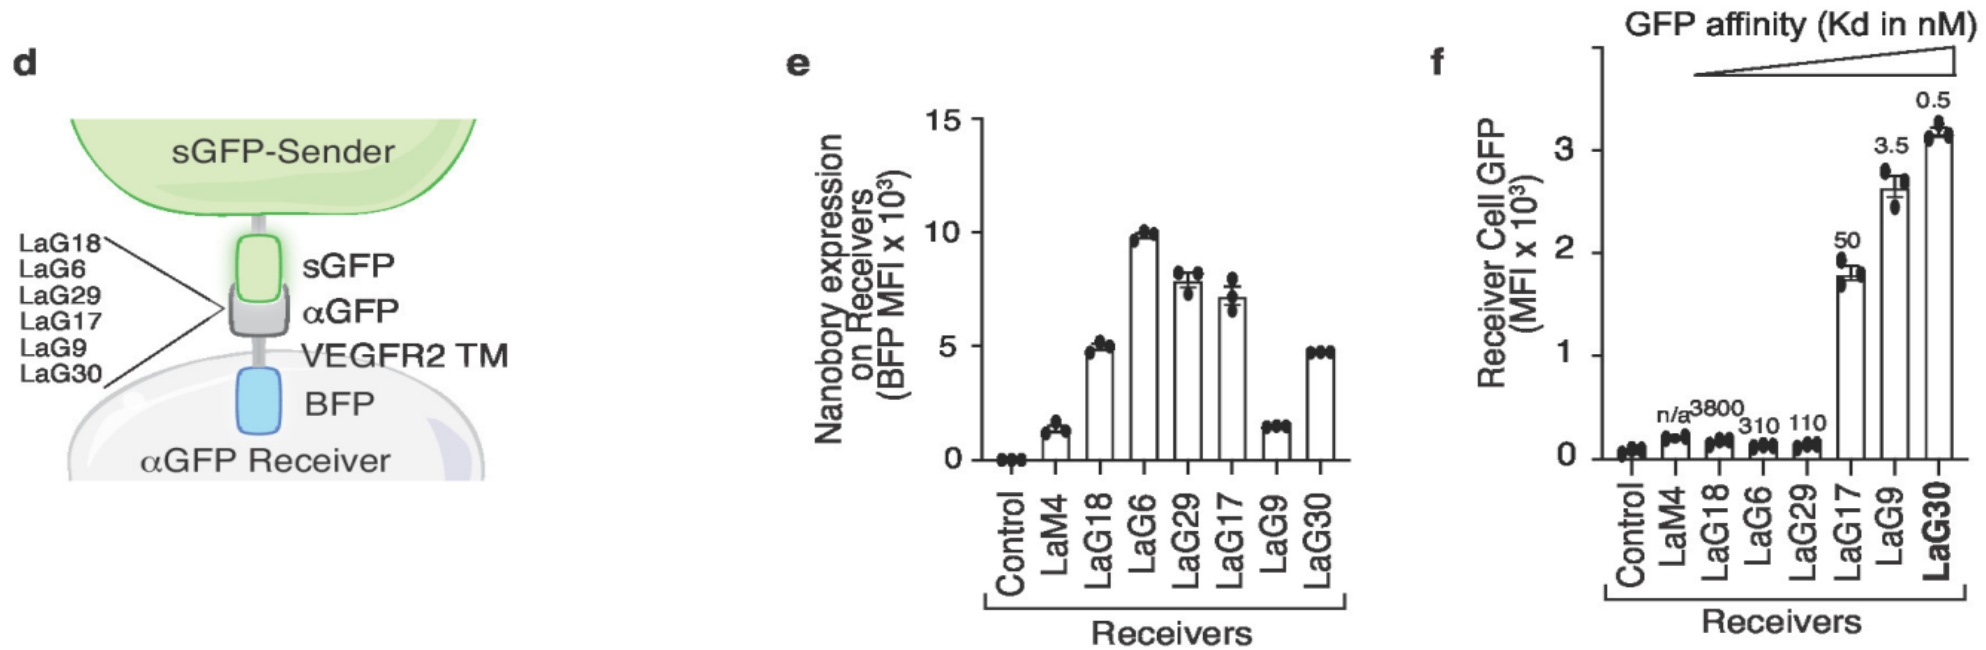 d
sGFP-Sender
LaG18
LaG6
LaG29
LaG17
LaG9
LaG30
sGFP
αGFP
VEGFR2 TM
BFP
αGFP Receiver
e
Nanobory expression
on Receivers
(BFP MFI x 10³)
15
10
5
0
Control
LaM4
LaG18
LaG6
LaG29
LaG17
LaG9
LaG30
Receivers
f
GFP affinity (Kd in nM)
Receiver Cell GFP
(MFI x 10³)
3
2
1
0
n/a
3800
310
110
50
3.5
0.5
Control
LaM4
LaG18
LaG6
LaG29
LaG17
LaG9
LaG30
Receivers